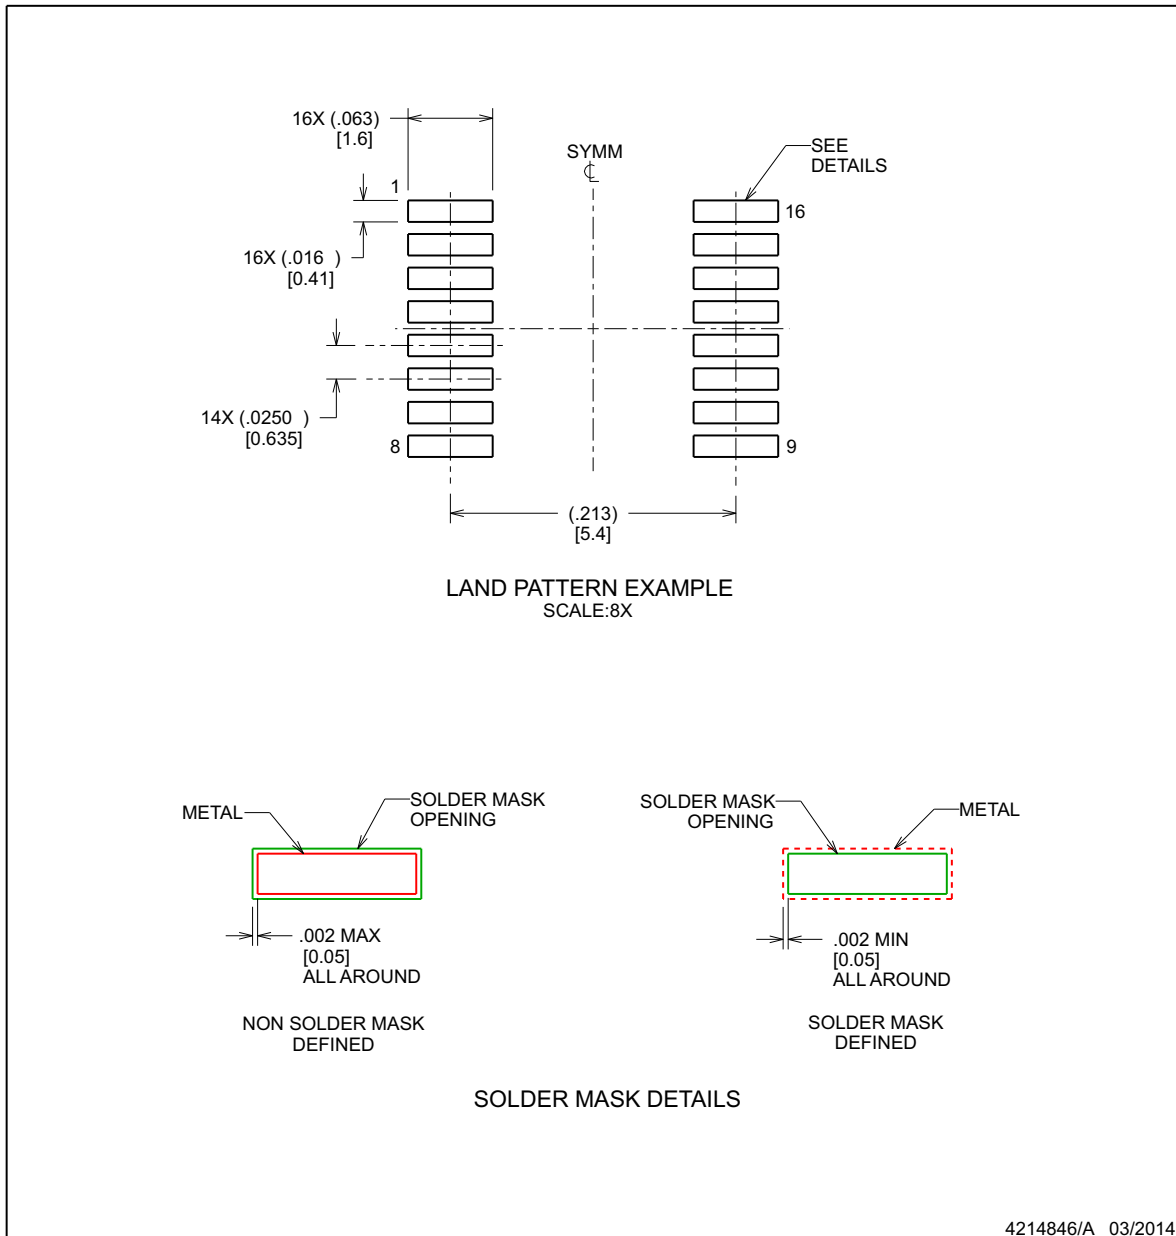 16X (.063)
[1.6]
SYMM
℄
SEE
DETAILS
1
16
16X (.016 )
[0.41]
14X (.0250 )
[0.635]
8
9
(.213)
[5.4]
LAND PATTERN EXAMPLE
SCALE:8X
METAL
SOLDER MASK
OPENING
.002 MAX
[0.05]
ALL AROUND
NON SOLDER MASK
DEFINED
SOLDER MASK
OPENING
METAL
.002 MIN
[0.05]
ALL AROUND
SOLDER MASK
DEFINED
SOLDER MASK DETAILS
4214846/A 03/2014